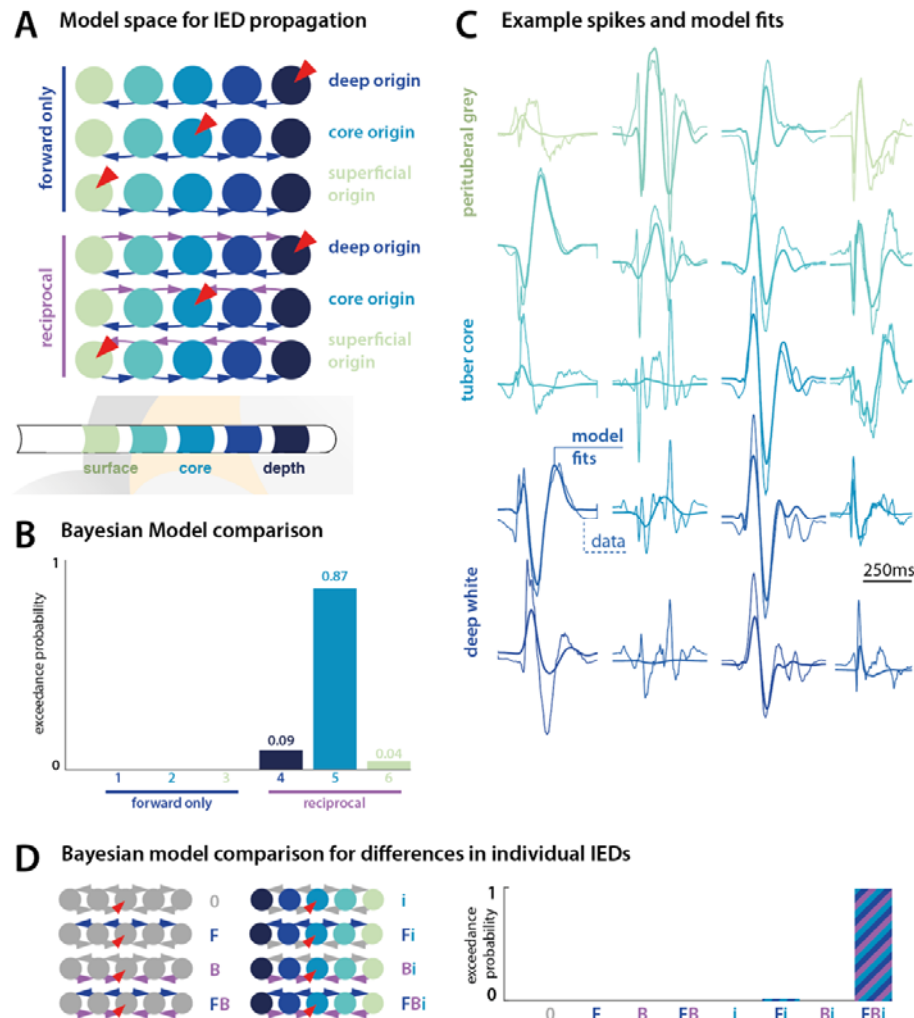 A Model space for IED propagation
forward only
deep origin
core origin
superficial
origin
reciprocal
deep origin
core origin
superficial
origin
surface core depth
B Bayesian Model comparison
exceedance probability
1
0
0.09
0.87
0.04
1 2 3 4 5 6
forward only reciprocal
C Example spikes and model fits
perituberal grey
tuber core
deep white
model
fits
data
250ms
D Bayesian model comparison for differences in individual IEDs
0 i
F Fi
B Bi
FB FBi
exceedance
probability
1
0
0 F B FB i Fi Bi FBi